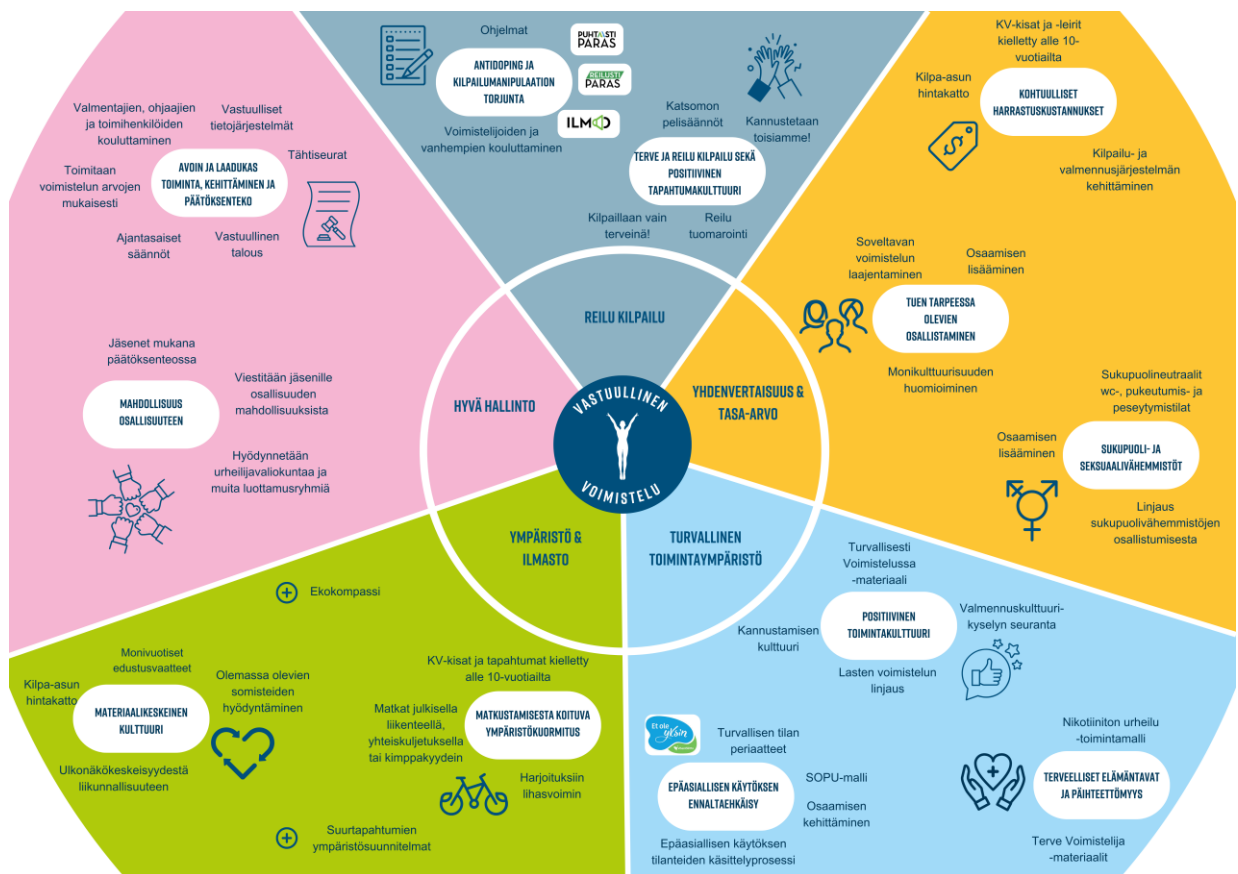 Ohjelmat
PUHTAASTI
PARAS
ANTIDOPING JA
KILPAILUMANIPULAATION
TORJUNTA
REILUSTI
PARAS
ILMO
Voimistelijoiden ja
vanhempien kouluttaminen
Katsomon
pelisäännöt
Kannustetaan
toisiamme!
TERVE JA REILU KILPAILU SEKÄ
POSITIIVINEN
TAPAHTUMAKULTTUURI
Kilpaillaan vain
terveinä!
Reilu
tuomarointi
REILU KILPAILU
KV-kisat ja -leirit
kielletty alle 10-
vuotiailta
Kilpa-asun
hintakatto
KOHTUULLISET
HARRASTUSKUSTANNUKSET
Kilpailu- ja
valmennusjärjestelmän
kehittäminen
Soveltavan
voimistelun
laajentaminen
Osaamisen
lisääminen
TUEN TARPEESSA
OLEVIEN
OSALLISTAMINEN
Monikulttuurisuuden
huomioiminen
Sukupuolineutraalit
wc-, pukeutumis- ja
peseytymistilat
Osaamisen
lisääminen
SUKUPUOLI- JA
SEKSUAALIVÄHEMMISTÖT
Linjaus
sukupuolivähemmistöjen
osallistumisesta
YHDENVERTAISUUS &
TASA-ARVO
Turvallisesti
Voimistelussa
-materiaali
POSITIIVINEN
TOIMINTAKULTTUURI
Valmennuskulttuuri-
kyselyn seuranta
Kannustamisen
kulttuuri
Lasten voimistelun
linjaus
Et ole
yksin
Turvallisen tilan
periaatteet
EPÄASIALLISEN KÄYTÖKSEN
ENNALTAEHKÄISY
SOPU-malli
Osaamisen
kehittäminen
Epäasiallisen käytöksen
tilanteiden käsittelyprosessi
Nikotiiniton urheilu
-toimintamalli
TERVEELLISET ELÄMÄNTAVAT
JA PÄIHTEETTÖMYYS
Terve Voimistelija
-materiaalit
TURVALLINEN
TOIMINTAYMPÄRISTÖ
YMPÄRISTÖ &
ILMASTO
Ekokompassi
Monivuotiset
edustusvaatteet
Kilpa-asun
hintakatto
Olemassa olevien
somisteiden
hyödyntäminen
MATERIAALIKESKEINEN
KULTTUURI
Ulkonäkökeskeisyydestä
liikunnallisuuteen
KV-kisat ja tapahtumat kielletty
alle 10-vuotiailta
Matkat julkisella
liikenteellä,
yhteiskuljetuksella
tai kimppakyydein
MATKUSTAMISESTA KOITUVA
YMPÄRISTÖKUORMITUS
Harjoituksiin
lihasvoimin
Suurtapahtumien
ympäristösuunnitelmat
HYVÄ HALLINTO
Valmentajien, ohjaajien
ja toimihenkilöiden
kouluttaminen
Vastuulliset
tietojärjestelmät
Toimitaan
voimistelun arvojen
mukaisesti
AVOIN JA LAADUKAS
TOIMINTA, KEHITTÄMINEN JA
PÄÄTÖKSENTEKO
Tähtiseurat
Ajantasaiset
säännöt
Vastuullinen
talous
Jäsenet mukana
päätöksenteossa
MAHDOLLISUUS
OSALLISUUTEEN
Viestitään jäsenille
osallisuuden
mahdollisuuksista
Hyödynnetään
urheilijavaliokuntaa ja
muita luottamusryhmiä
VASTUULLINEN
VOIMISTELU